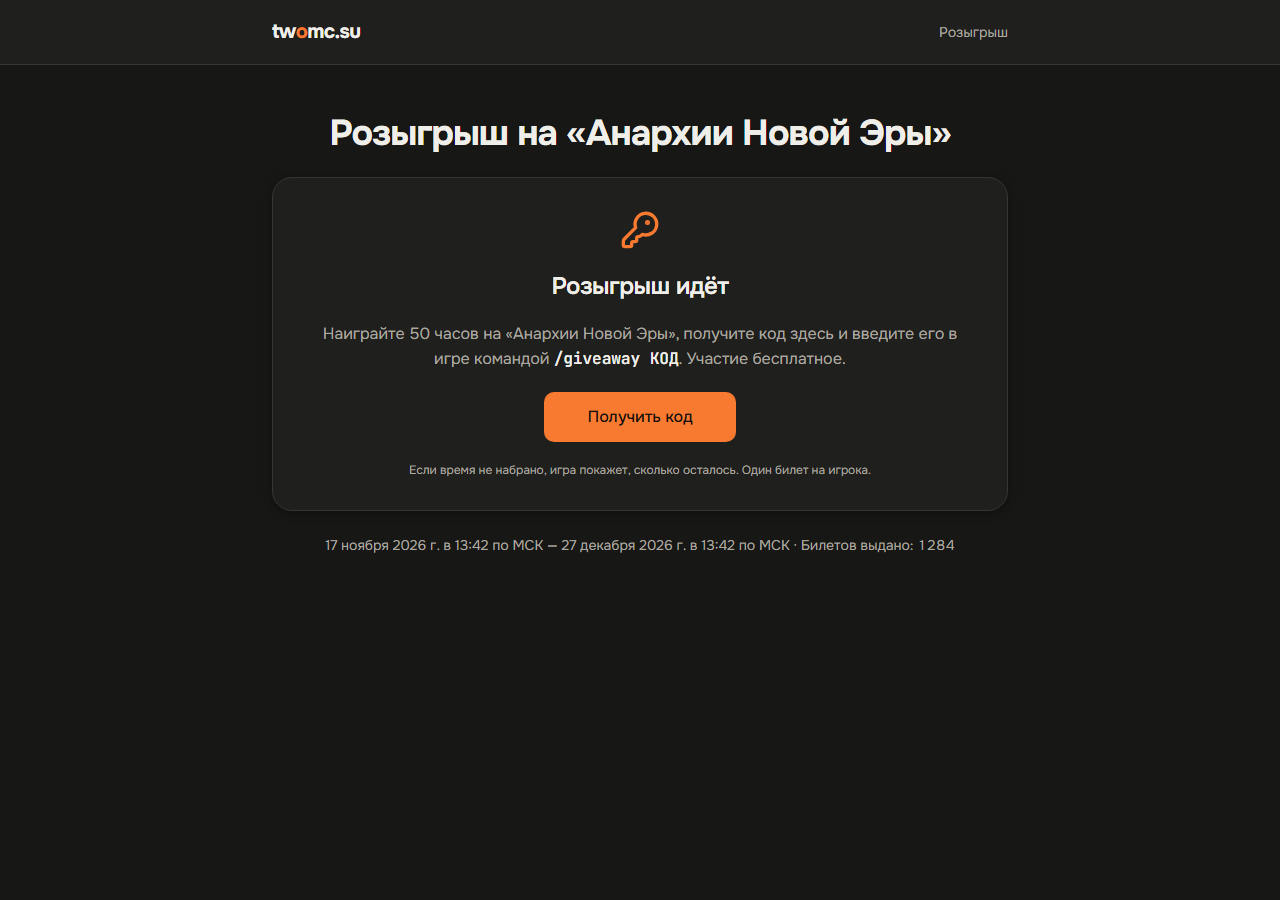 twomc.su
Розыгрыш
Розыгрыш на «Анархии Новой Эры»
Розыгрыш идёт
Наиграйте 50 часов на «Анархии Новой Эры», получите код здесь и введите его в
игре командой /giveaway КОД. Участие бесплатное.
Получить код
Если время не набрано, игра покажет, сколько осталось. Один билет на игрока.
17 ноября 2026 г. в 13:42 по МСК — 27 декабря 2026 г. в 13:42 по МСК · Билетов выдано: 1 284